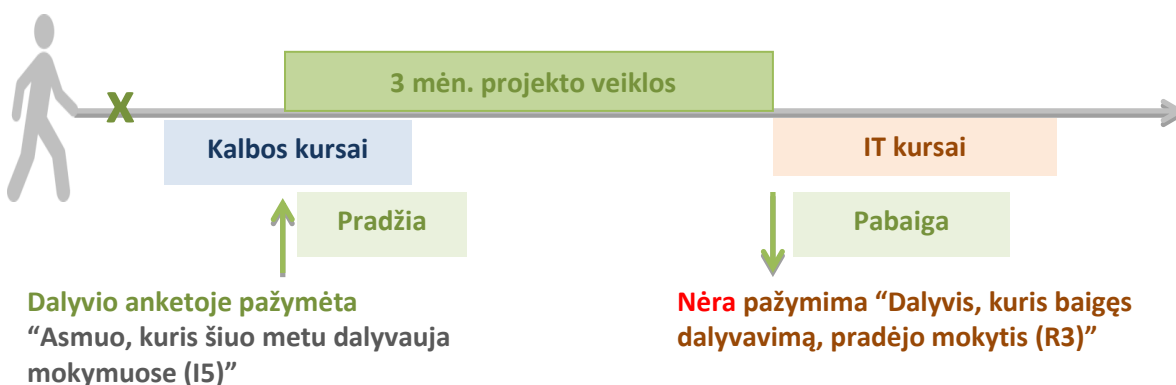 3 mėn. projekto veiklos
X
Kalbos kursai
IT kursai
Pradžia
Pabaiga
Dalyvio anketoje pažymėta
“Asmuo, kuris šiuo metu dalyvauja
mokymuose (I5)”
Nėra pažymima “Dalyvis, kuris baigęs
dalyvavimą, pradėjo mokytis (R3)”